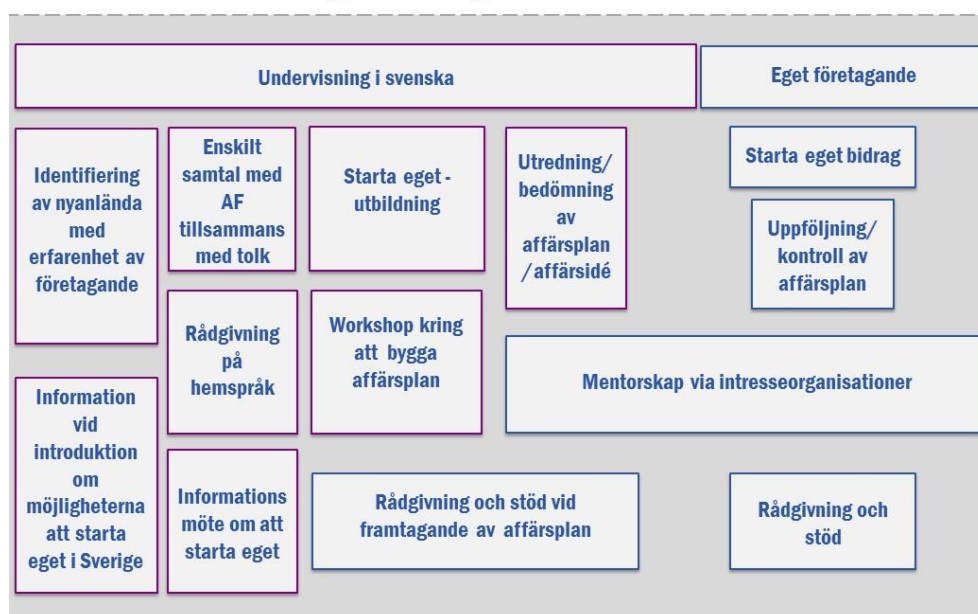 Undervisning i svenska
Eget företagande
Identifiering
av nyanlända
med
erfarenhet av
företagande
Enskilt
samtal med
AF
tillsammans
med tolk
Starta eget -
utbildning
Utredning/
bedömning
av
affärsplan
/affärsidé
Starta eget bidrag
Uppföljning/
kontroll av
affärsplan
Rådgivning
på
hemspråk
Workshop kring
att bygga
affärsplan
Mentorskap via intresseorganisationer
Information
vid
introduktion
om
möjligheterna
att starta
eget i Sverige
Informations
möte om att
starta eget
Rådgivning och stöd vid
framtagande av affärsplan
Rådgivning och
stöd